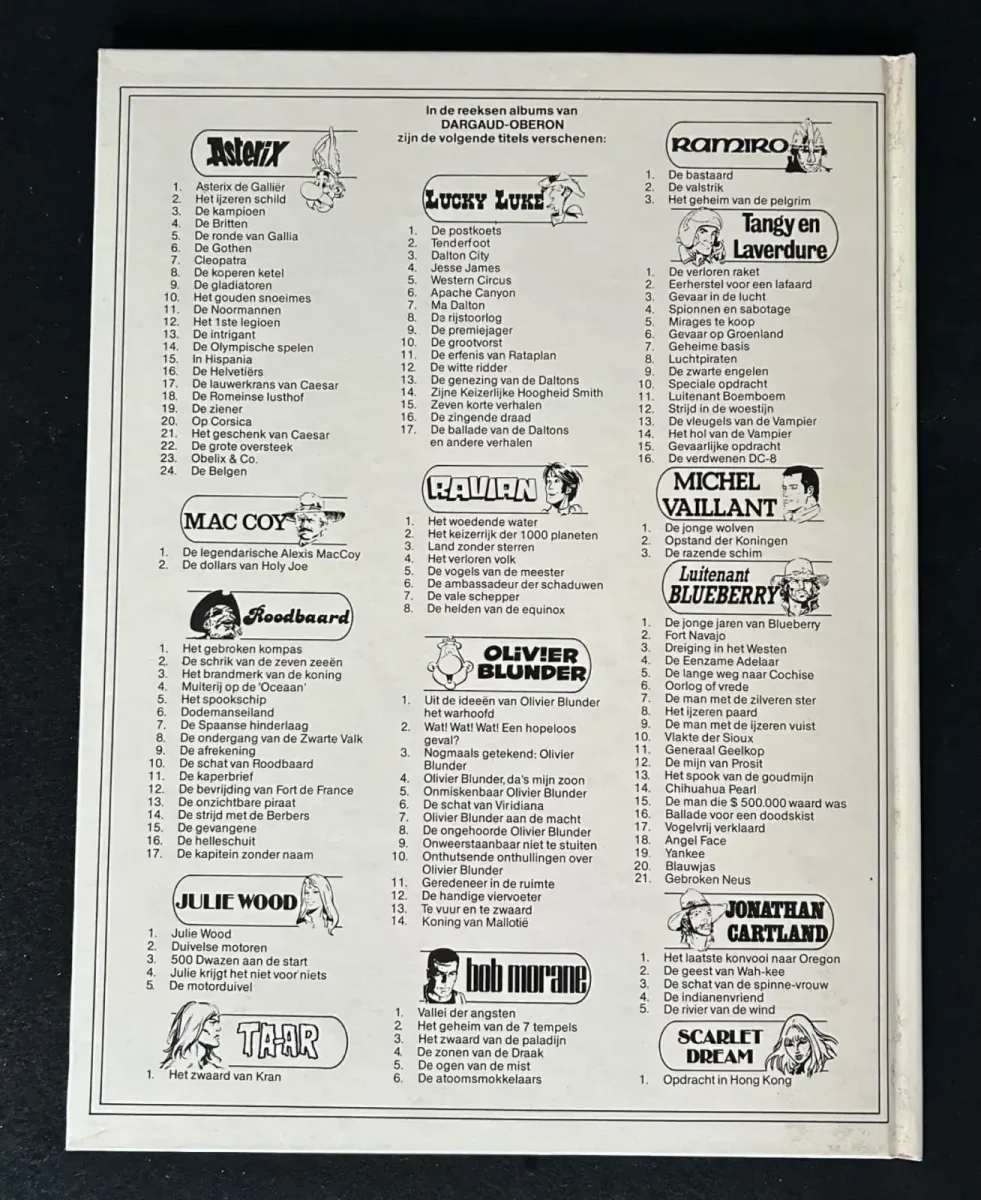 In de reeksen albums van
DARGAUD-OBERON
zijn de volgende titels verschenen:
Asterix
1. Asterix de Galliër
2. Het ijzeren schild
3. De kampioen
4. De Britten
5. De ronde van Gallia
6. De Gothen
7. Cleopatra
8. De koperen ketel
9. De gladiatoren
10. Het gouden snoeimes
11. De Noormannen
12. Het 1ste legioen
13. De intrigant
14. De Olympische spelen
15. In Hispania
16. De Helvetiërs
17. De lauwerkrans van Caesar
18. De Romeinse lusthof
19. De ziener
20. Op Corsica
21. Het geschenk van Caesar
22. De grote oversteek
23. Obelix & Co.
24. De Belgen
MAC COY
1. De legendarische Alexis MacCoy
2. De dollars van Holy Joe
Roodbaard
1. Het gebroken kompas
2. De schrik van de zeven zeeën
3. Het brandmerk van de koning
4. Muiterij op de 'Oceaan'
5. Het spookschip
6. Dodemanseiland
7. De Spaanse hinderlaag
8. De ondergang van de Zwarte Valk
9. De afrekening
10. De schat van Roodbaard
11. De kaperbrief
12. De bevrijding van Fort de France
13. De onzichtbare piraat
14. De strijd met de Berbers
15. De gevangene
16. De helleschuit
17. De kapitein zonder naam
JULIE WOOD
1. Julie Wood
2. Duivelse motoren
3. 500 Dwazen aan de start
4. Julie krijgt het niet voor niets
5. De motorduivel
TA-AR
1. Het zwaard van Kran
LUCKY LUKE
1. De postkoets
2. Tenderfoot
3. Dalton City
4. Jesse James
5. Western Circus
6. Apache Canyon
7. Ma Dalton
8. De rijstoorlog
9. De premiejager
10. De grootvorst
11. De erfenis van Rataplan
12. De witte ridder
13. De genezing van de Daltons
14. Zijne Keizerlijke Hoogheid Smith
15. Zeven korte verhalen
16. De zingende draad
17. De ballade van de Daltons
en andere verhalen
RAVIAN
1. Het woedende water
2. Het keizerrijk der 1000 planeten
3. Land zonder sterren
4. Het verloren volk
5. De vogels van de meester
6. De ambassadeur der schaduwen
7. De vale schepper
8. De helden van de equinox
OLIVIER
BLUNDER
1. Uit de ideeën van Olivier Blunder
het warhoofd
2. Wat! Wat! Wat! Een hopeloos
geval?
3. Nogmaals getekend: Olivier
Blunder
4. Olivier Blunder, da's mijn zoon
5. Onmiskenbaar Olivier Blunder
6. De schat van Viridiana
7. Olivier Blunder aan de macht
8. De ongehoorde Olivier Blunder
9. Onweerstaanbaar niet te stuiten
10. Onthutsende onthullingen over
Olivier Blunder
11. Geredeneer in de ruimte
12. De handige viervoeter
13. Te vuur en te zwaard
14. Koning van Mallotië
bob morane
1. Vallei der angsten
2. Het geheim van de 7 tempels
3. Het zwaard van de paladijn
4. De zonen van de Draak
5. De ogen van de mist
6. De atoomsmokkelaars
RAMIRO
1. De bastaard
2. De valstrik
3. Het geheim van de pelgrim
Tangy en
Laverdure
1. De verloren raket
2. Eerherstel voor een lafaard
3. Gevaar in de lucht
4. Spionnen en sabotage
5. Mirages te koop
6. Gevaar op Groenland
7. Geheime basis
8. Luchtpiraten
9. De zwarte engelen
10. Speciale opdracht
11. Luitenant Boemboem
12. Strijd in de woestijn
13. De vleugels van de Vampier
14. Het hol van de Vampier
15. Gevaarlijke opdracht
16. De verdwenen DC-8
MICHEL
VAILLANT
1. De jonge wolven
2. Opstand der Koningen
3. De razende schim
Luitenant
BLUEBERRY
1. De jonge jaren van Blueberry
2. Fort Navajo
3. Dreiging in het Westen
4. De Eenzame Adelaar
5. De lange weg naar Cochise
6. Oorlog of vrede
7. De man met de zilveren ster
8. Het ijzeren paard
9. De man met de ijzeren vuist
10. Vlakte der Sioux
11. Generaal Geelkop
12. De mijn van Prosit
13. Het spook van de goudmijn
14. Chihuahua Pearl
15. De man die $ 500.000 waard was
16. Ballade voor een doodskist
17. Vogelvrij verklaard
18. Angel Face
19. Yankee
20. Blauwjas
21. Gebroken Neus
JONATHAN
CARTLAND
1. Het laatste konvooi naar Oregon
2. De geest van Wah-kee
3. De schat van de spinne-vrouw
4. De indianenvriend
5. De rivier van de wind
SCARLET
DREAM
1. Opdracht in Hong Kong